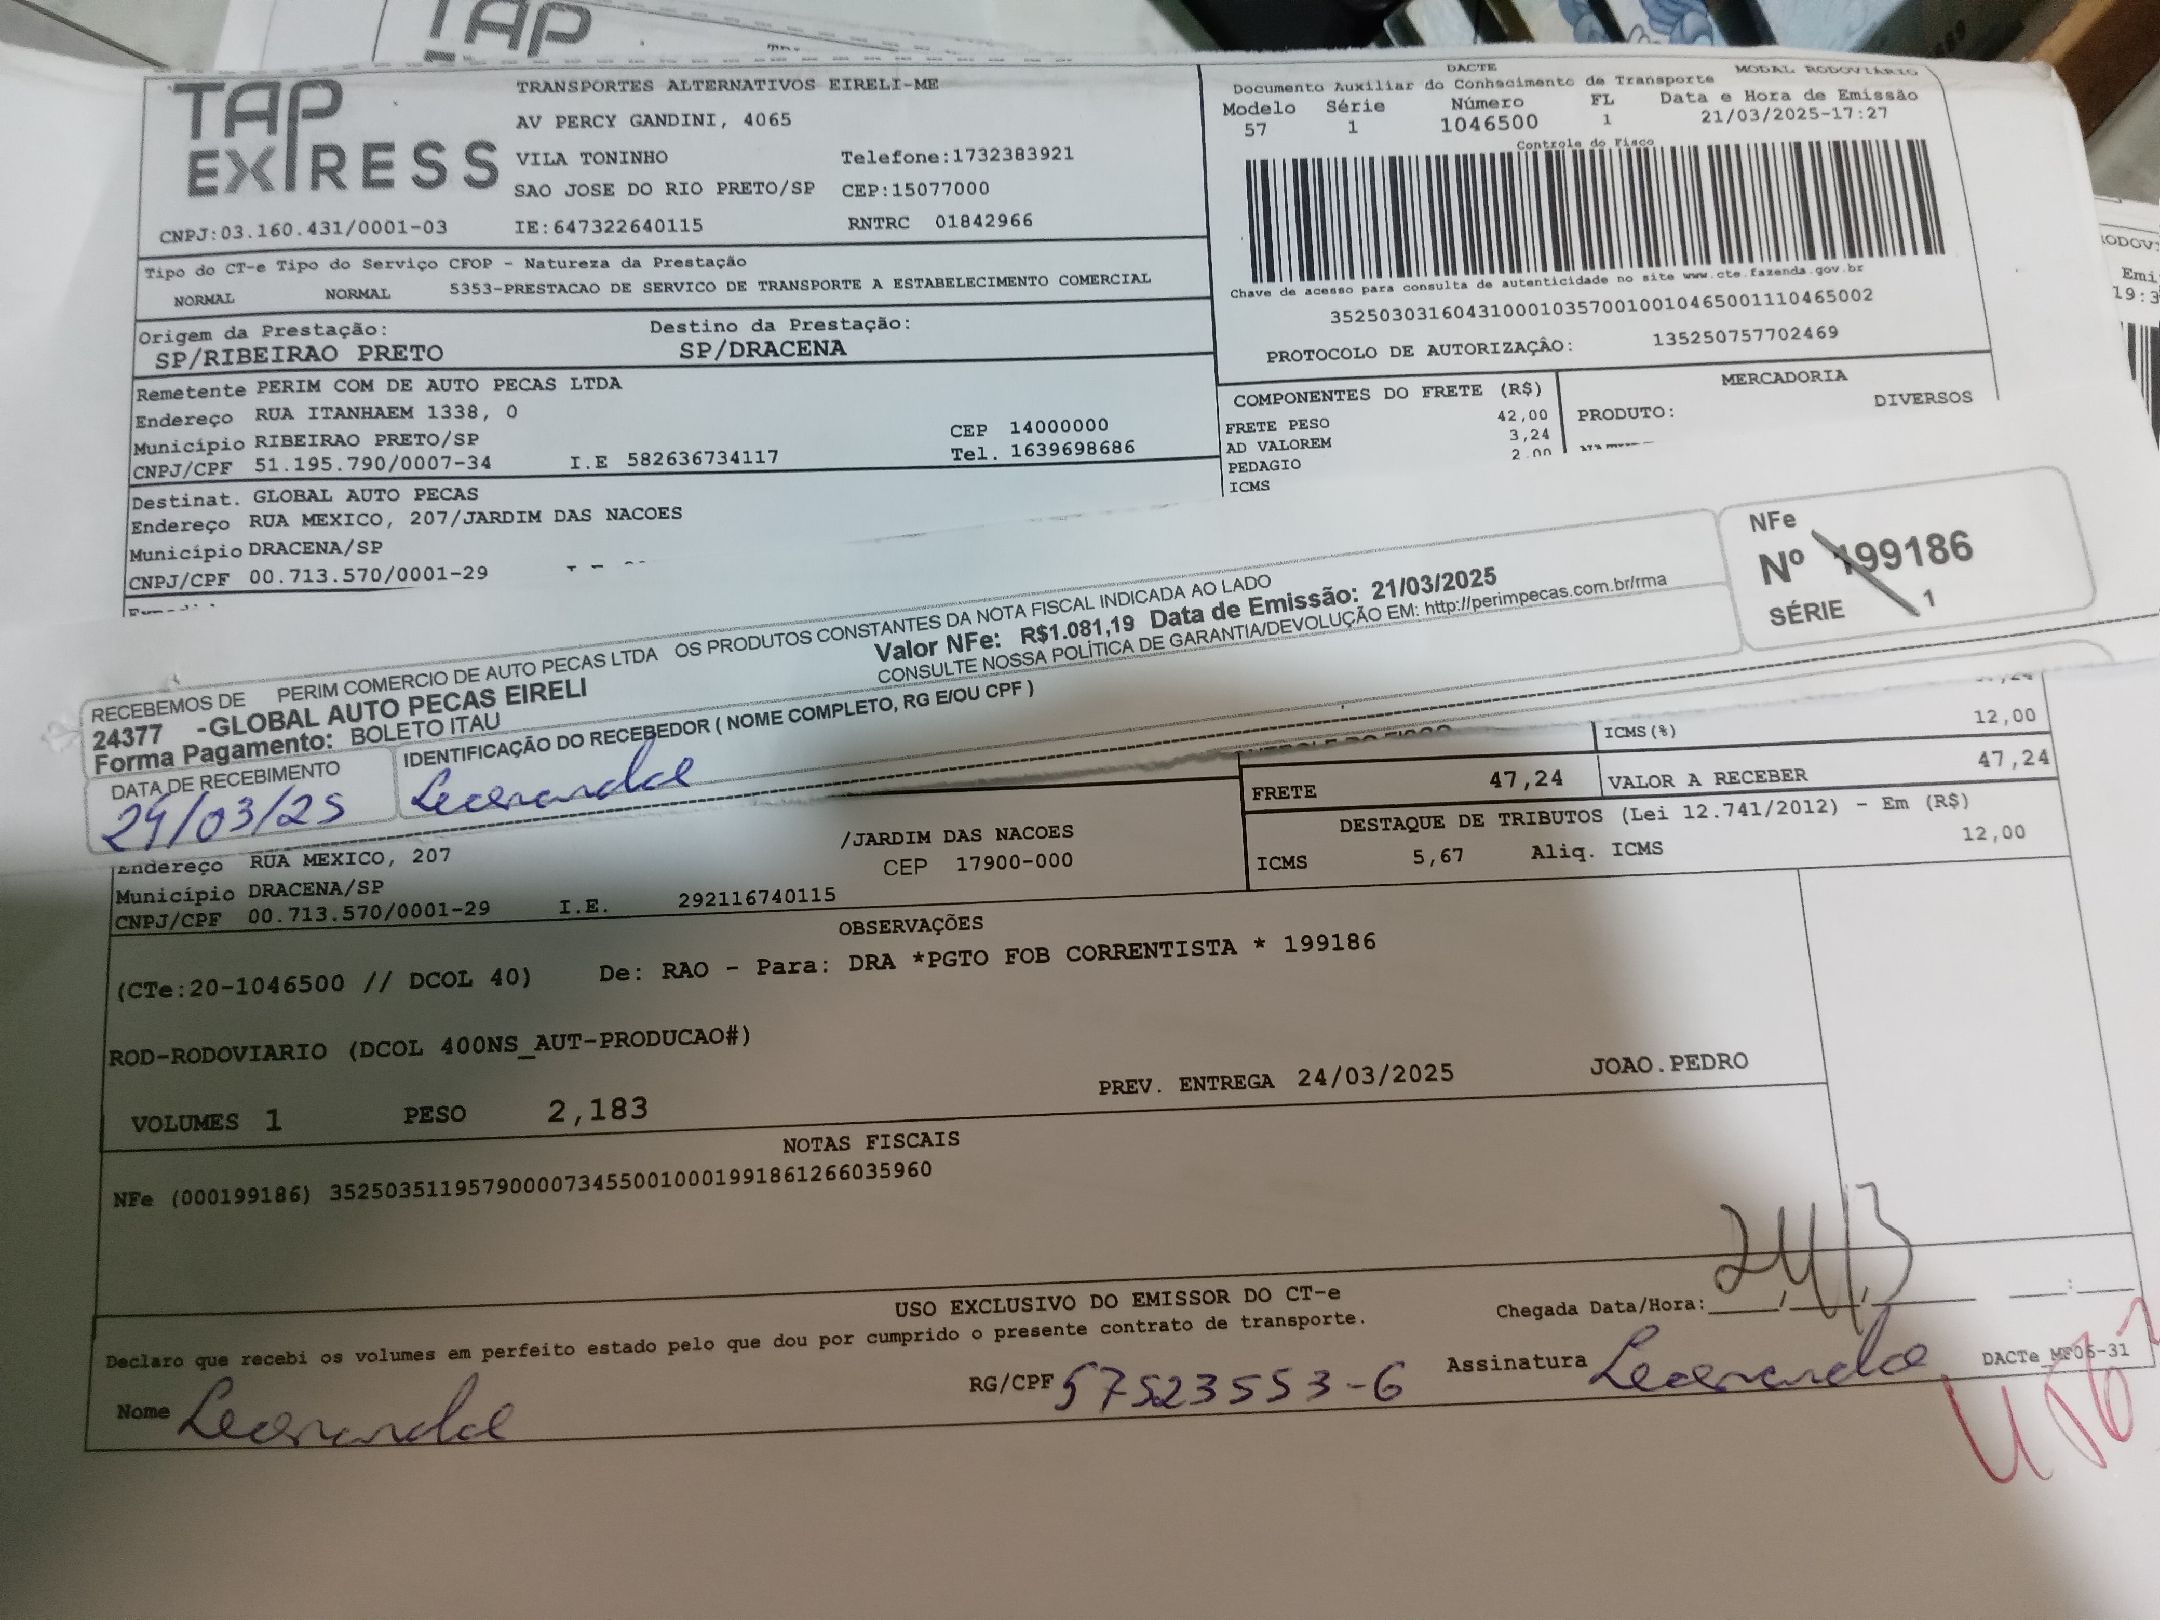 TAP
TAP EXPRESS
TRANSPORTES ALTERNATIVOS EIRELI-ME
AV PERCY GANDINI, 4065
VILA TONINHO Telefone:1732383921
SAO JOSE DO RIO PRETO/SP CEP:15077000
CNPJ:03.160.431/0001-03 IE:647322640115 RNTRC 01842966
DACTE MODAL RODOVIÁRIO
Documento Auxiliar do Conhecimento de Transporte
Modelo Série Número FL Data e Hora de Emissão
57 1 1046500 1 21/03/2025-17:27
Controle do Fisco
Chave de acesso para consulta de autenticidade no site www.cte.fazenda.gov.br
35250303160431000103570010010465001110465002
PROTOCOLO DE AUTORIZAÇÃO: 135250757702469
Tipo do CT-e Tipo do Serviço CFOP - Natureza da Prestação
NORMAL NORMAL 5353-PRESTACAO DE SERVICO DE TRANSPORTE A ESTABELECIMENTO COMERCIAL
Origem da Prestação: Destino da Prestação:
SP/RIBEIRAO PRETO SP/DRACENA
Remetente PERIM COM DE AUTO PECAS LTDA
Endereço RUA ITANHAEM 1338, 0
Município RIBEIRAO PRETO/SP CEP 14000000
CNPJ/CPF 51.195.790/0007-34 I.E 582636734117 Tel. 1639698686
COMPONENTES DO FRETE (R$) MERCADORIA
FRETE PESO 42,00 PRODUTO: DIVERSOS
AD VALOREM 3,24
PEDAGIO 2.00
ICMS
Destinat. GLOBAL AUTO PECAS
Endereço RUA MEXICO, 207/JARDIM DAS NACOES
Município DRACENA/SP
CNPJ/CPF 00.713.570/0001-29
RECEBEMOS DE PERIM COMERCIO DE AUTO PECAS LTDA OS PRODUTOS CONSTANTES DA NOTA FISCAL INDICADA AO LADO
24377 -GLOBAL AUTO PECAS EIRELI Valor NFe: R$1.081,19 Data de Emissão: 21/03/2025
Forma Pagamento: BOLETO ITAU CONSULTE NOSSA POLÍTICA DE GARANTIA/DEVOLUÇÃO EM: http://perimpecas.com.br/rma
DATA DE RECEBIMENTO IDENTIFICAÇÃO DO RECEBEDOR ( NOME COMPLETO, RG E/OU CPF )
24/03/25
NFe
Nº 199186
SÉRIE 1
ICMS(%) 12,00
FRETE 47,24 VALOR A RECEBER 47,24
DESTAQUE DE TRIBUTOS (Lei 12.741/2012) - Em (R$)
ICMS 5,67 Aliq. ICMS 12,00
Endereço RUA MEXICO, 207 /JARDIM DAS NACOES
Município DRACENA/SP CEP 17900-000
CNPJ/CPF 00.713.570/0001-29 I.E. 292116740115
OBSERVAÇÕES
(CTe:20-1046500 // DCOL 40) De: RAO - Para: DRA *PGTO FOB CORRENTISTA * 199186
ROD-RODOVIARIO (DCOL 400NS_AUT-PRODUCAO#)
PREV. ENTREGA 24/03/2025 JOAO.PEDRO
VOLUMES 1 PESO 2,183
NOTAS FISCAIS
NFe (000199186) 35250351195790000734550010001991861266035960
USO EXCLUSIVO DO EMISSOR DO CT-e
Declaro que recebi os volumes em perfeito estado pelo que dou por cumprido o presente contrato de transporte.
Chegada Data/Hora: 24/3
Nome RG/CPF 57523553-6 Assinatura
DACTe_MF06-31